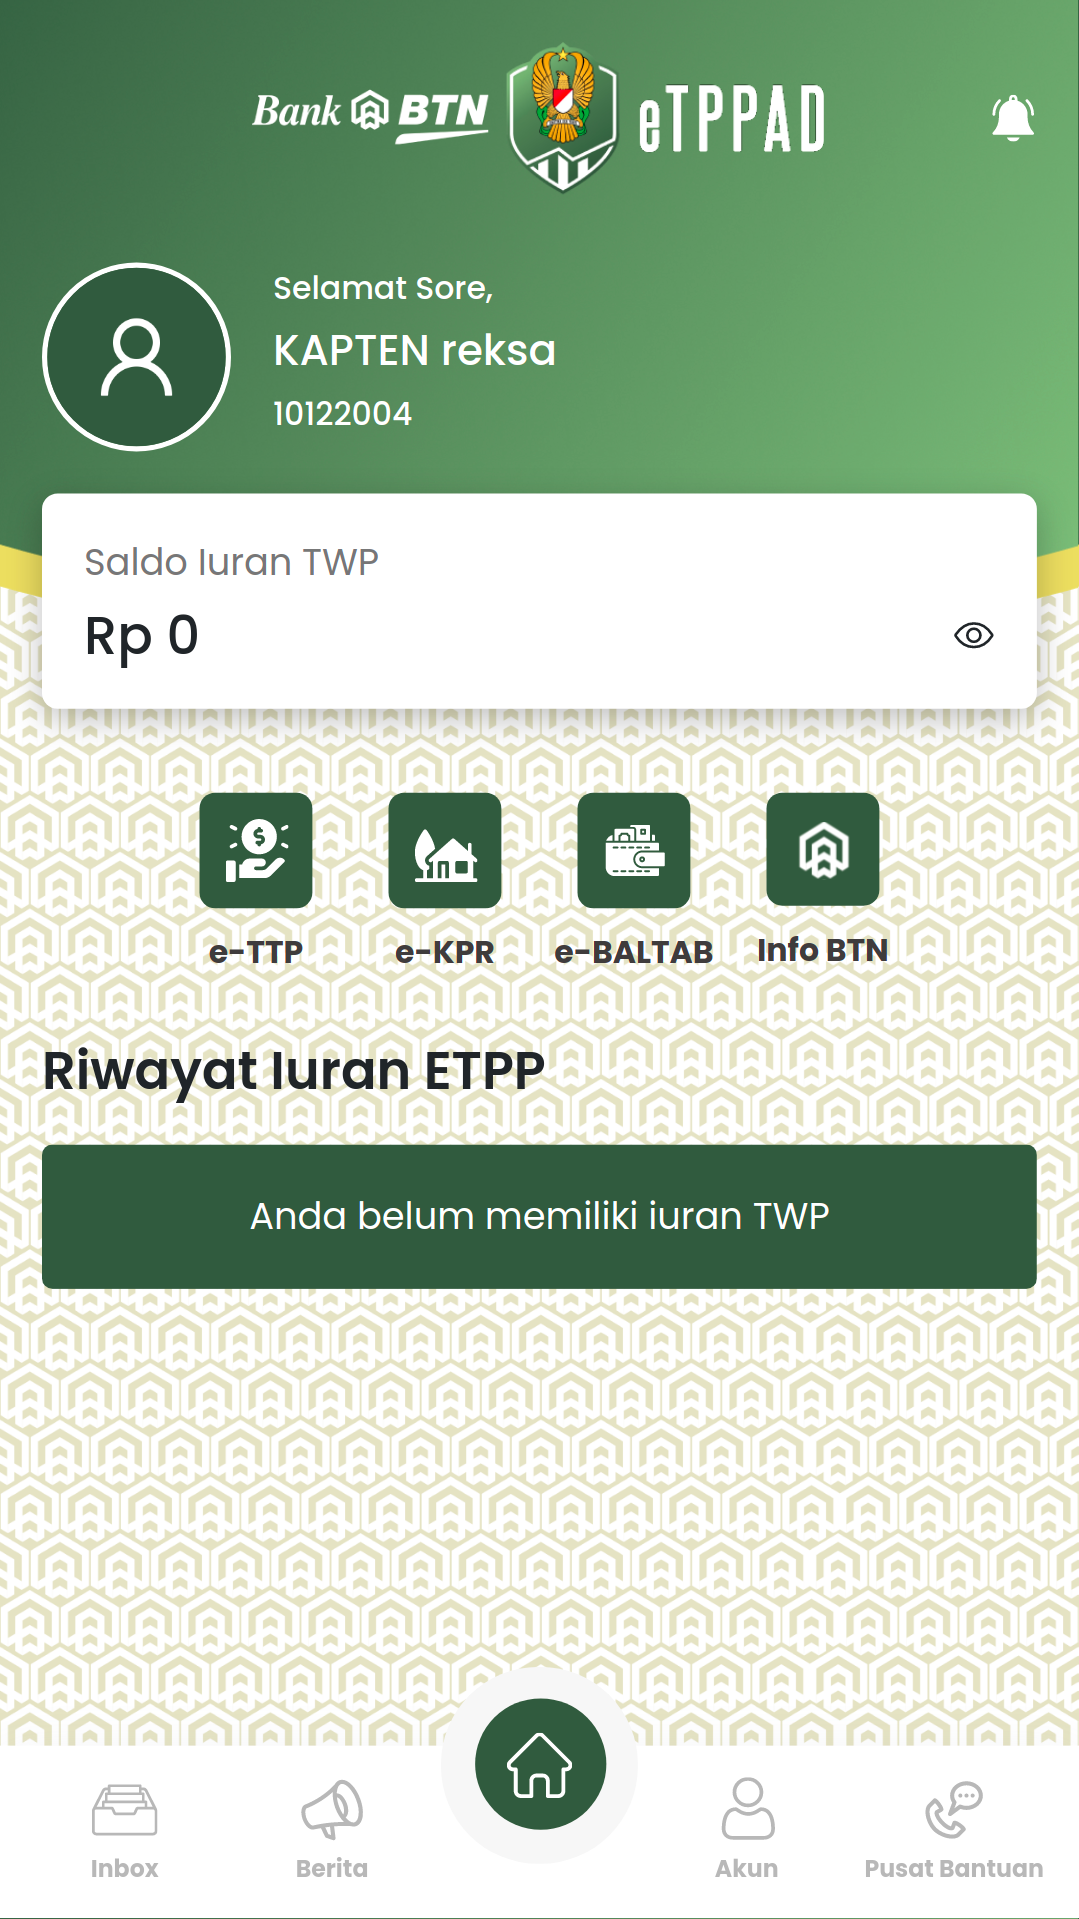 Bank BTN eTPPAD
Selamat Sore,
KAPTEN reksa
10122004
Saldo Iuran TWP
Rp 0
e-TTP e-KPR e-BALTAB Info BTN
Riwayat Iuran ETPP
Anda belum memiliki iuran TWP
Inbox Berita Akun Pusat Bantuan